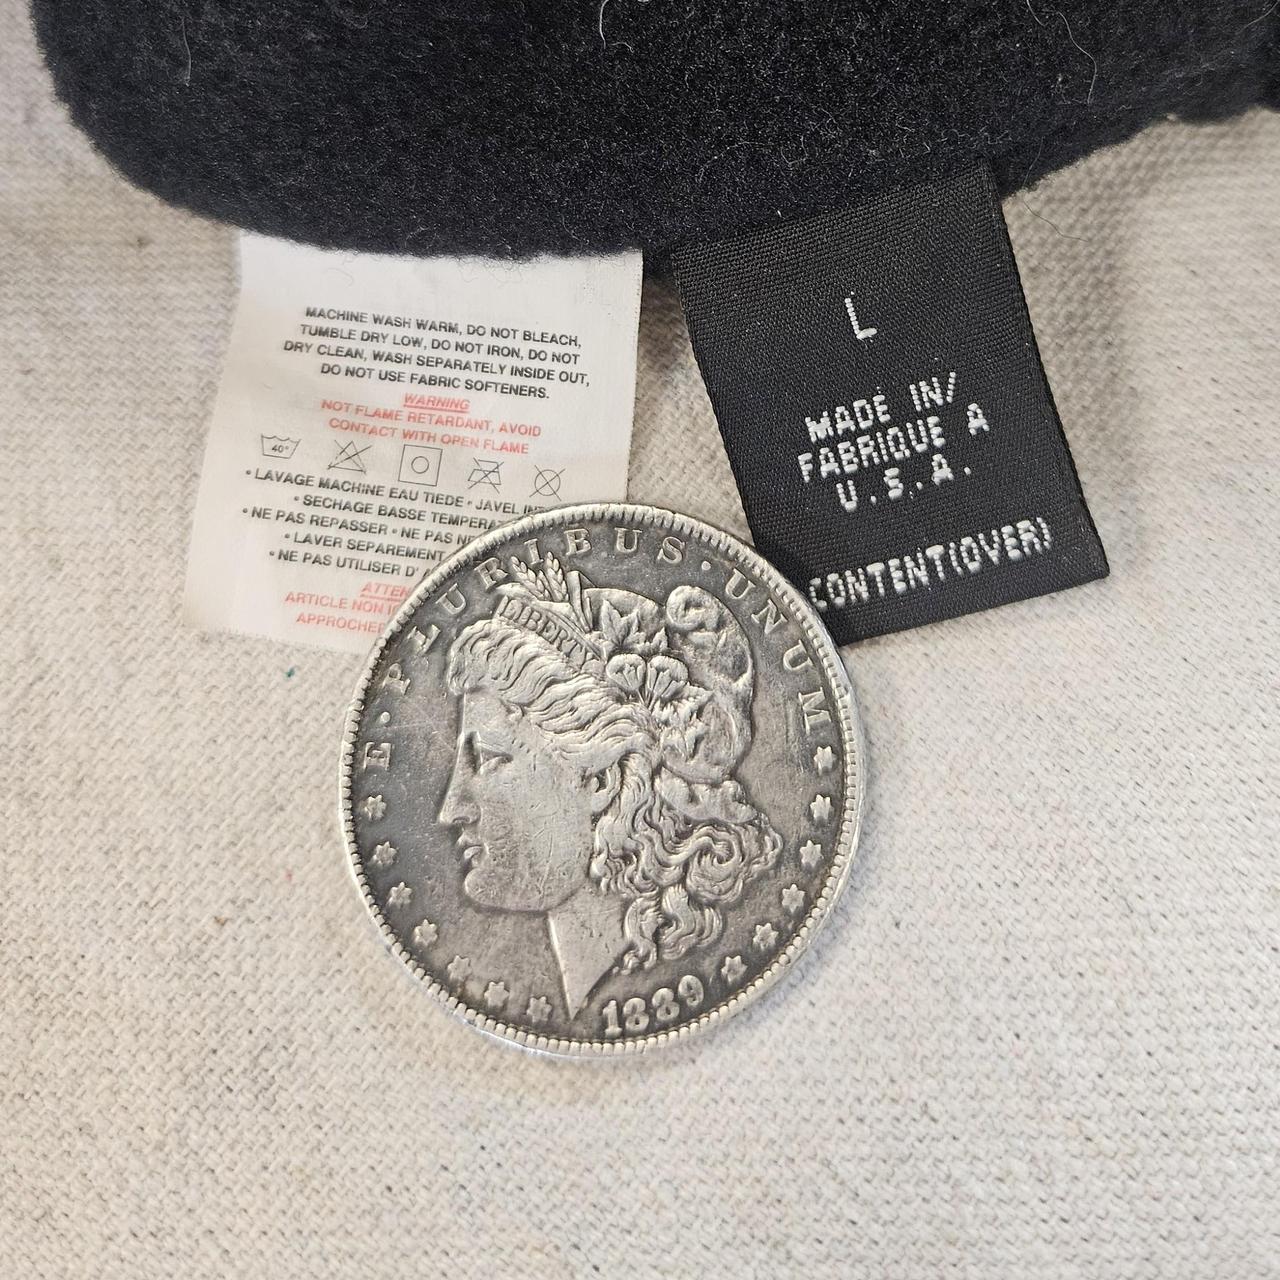 MACHINE WASH WARM, DO NOT BLEACH,
TUMBLE DRY LOW, DO NOT IRON, DO NOT
DRY CLEAN, WASH SEPARATELY INSIDE OUT,
DO NOT USE FABRIC SOFTENERS.
WARNING
NOT FLAME RETARDANT, AVOID
CONTACT WITH OPEN FLAME
40°
• LAVAGE MACHINE EAU TIEDE • JAVEL
• SECHAGE BASSE
• NE PAS REPASSER • NE PAS
• LAVER SEPAREMENT
• NE PAS UTILISER D'
ARTICLE NON
L
MADE IN/
FABRIQUE A
U.S.A.
CONTENT(OVER)
E·PLURIBUS·UNUM
LIBERTY
1889